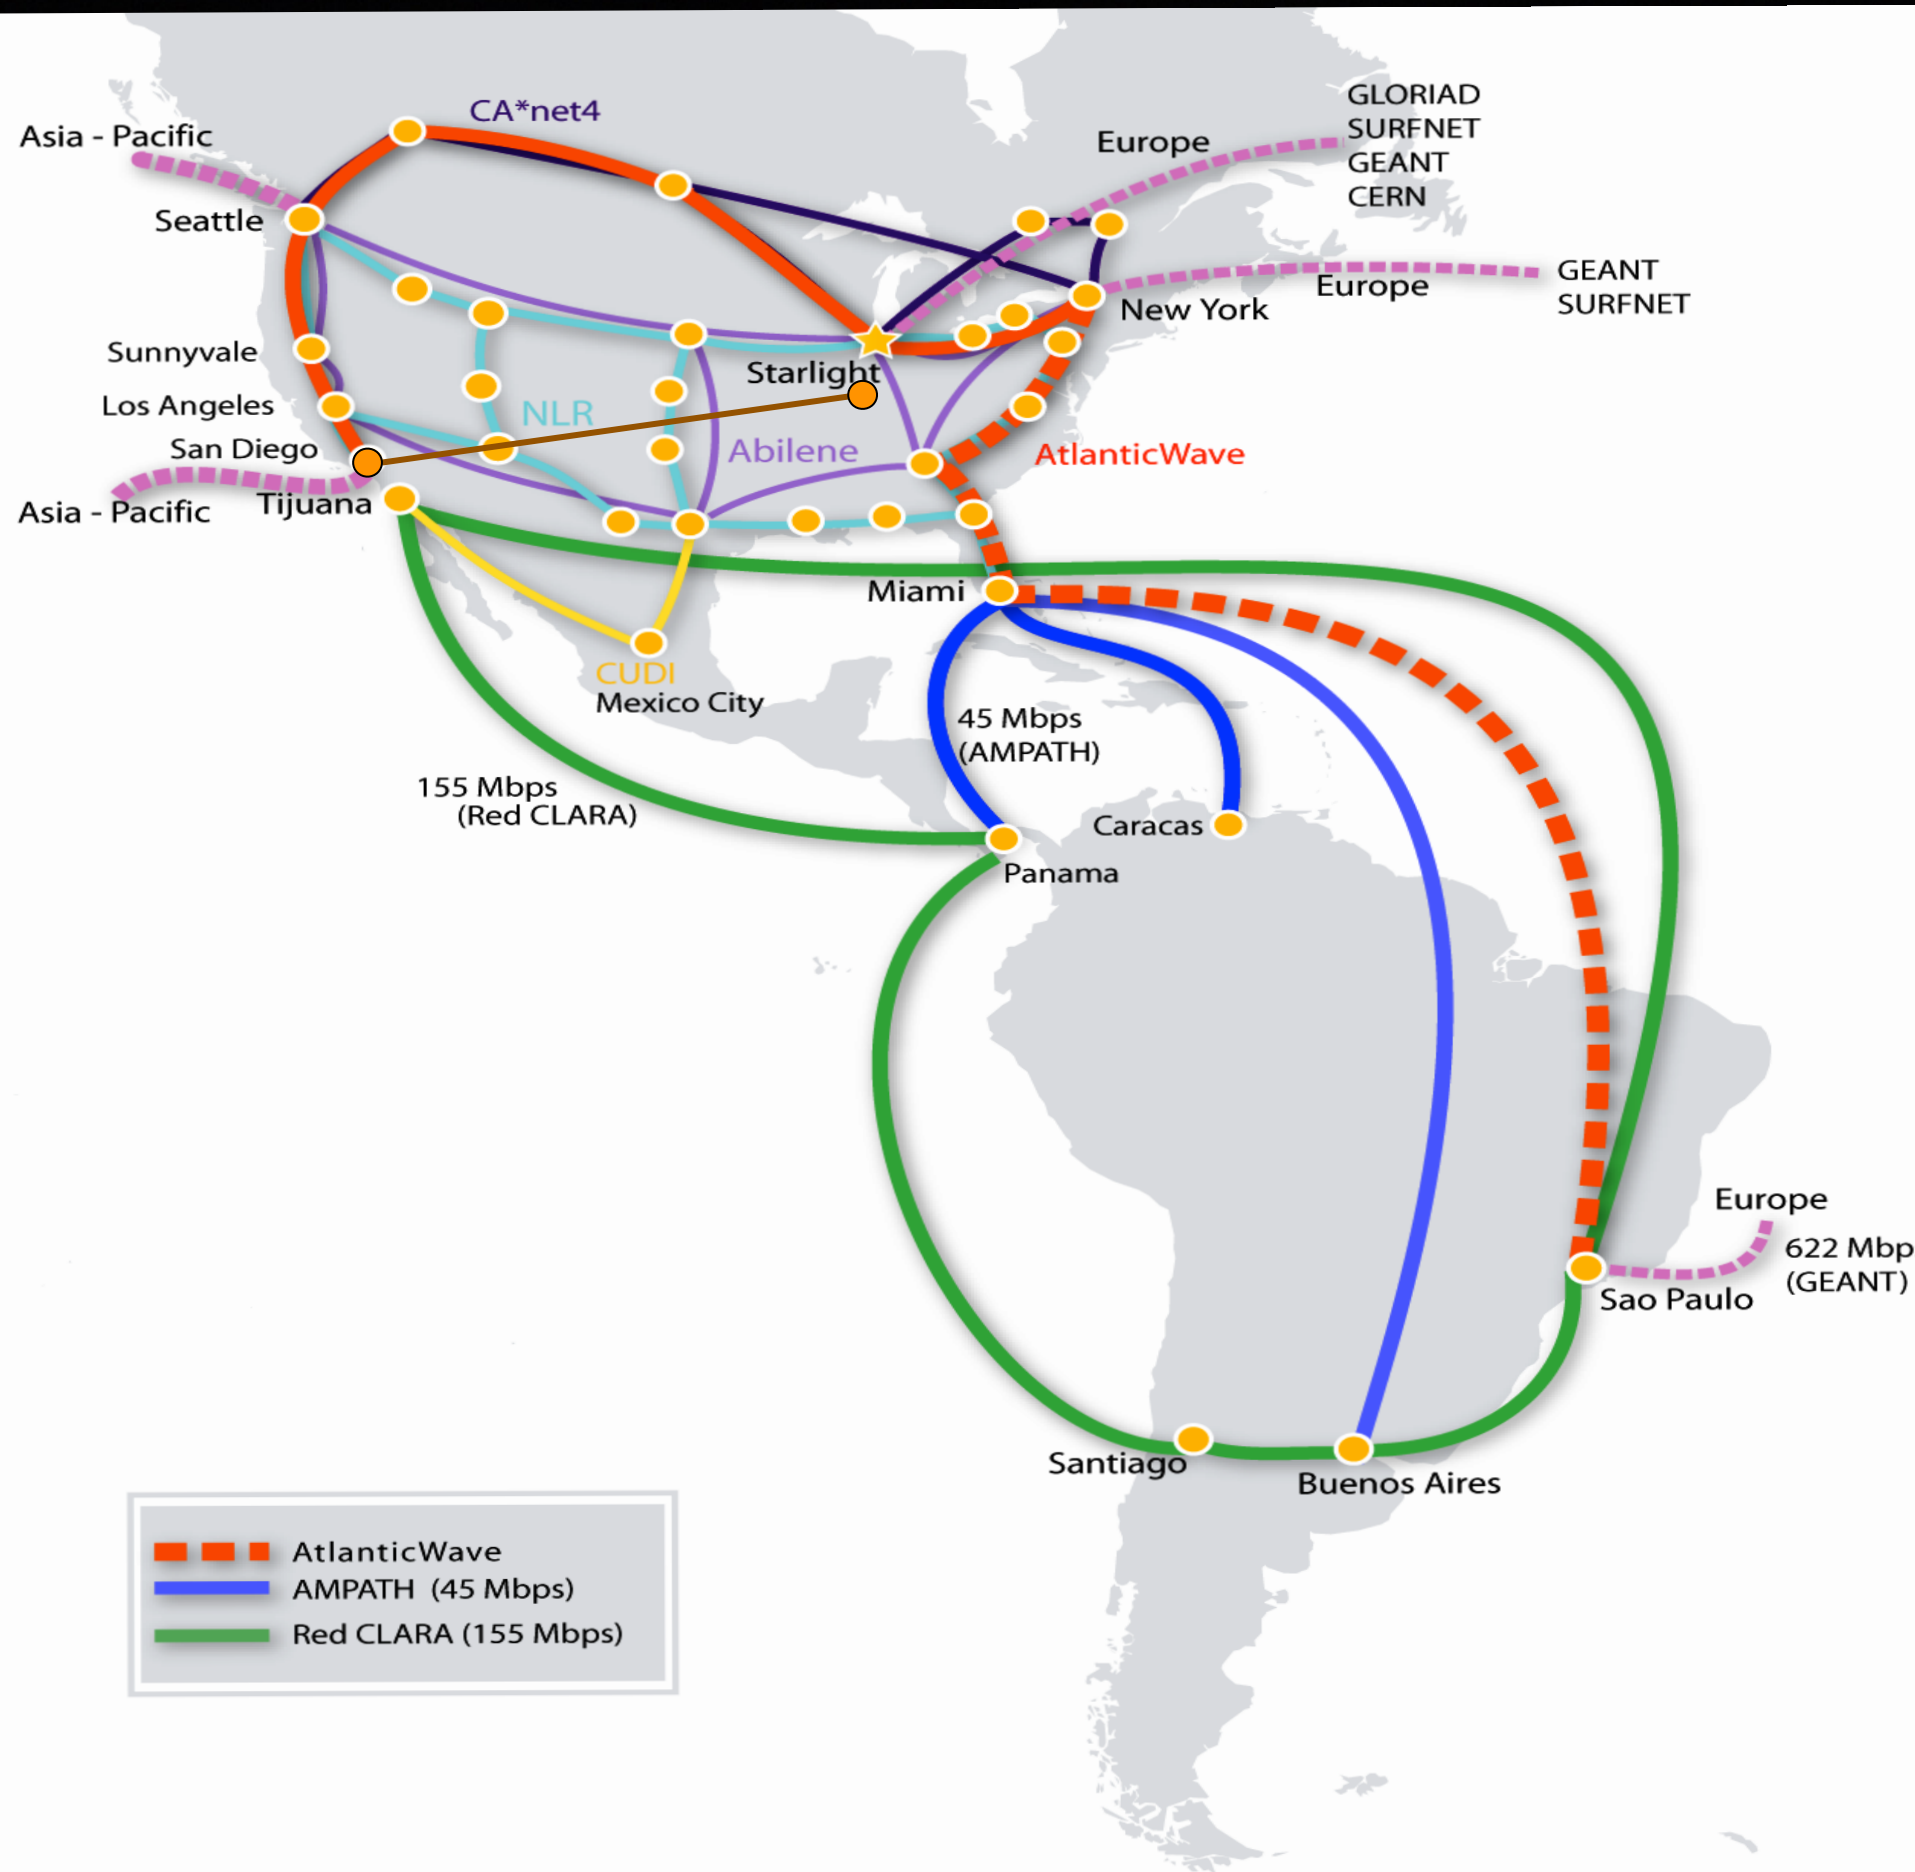 CA*net4
Asia - Pacific
Seattle
Europe
GLORIAD
SURFNET
GEANT
CERN
GEANT
SURFNET
Europe
New York
Sunnyvale
Starlight
Los Angeles
NLR
San Diego
Abilene
AtlanticWave
Asia - Pacific
Tijuana
Miami
CUDI
Mexico City
45 Mbps
(AMPATH)
155 Mbps
(Red CLARA)
Caracas
Panama
Europe
622 Mbp
(GEANT)
Sao Paulo
Santiago
Buenos Aires
AtlanticWave
AMPATH (45 Mbps)
Red CLARA (155 Mbps)